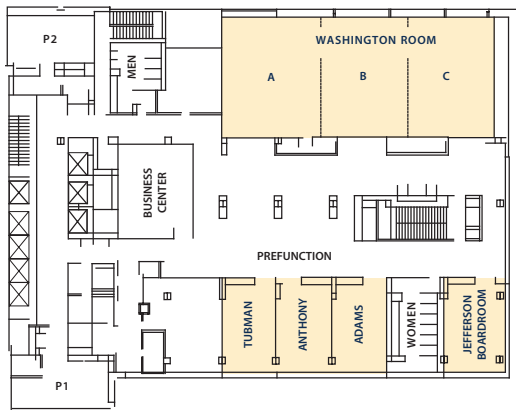 P2
MEN
WASHINGTON ROOM
A
B
C
BUSINESS
CENTER
PREFUNCTION
TUBMAN
ANTHONY
ADAMS
WOMEN
JEFFERSON
BOARDROOM
P1